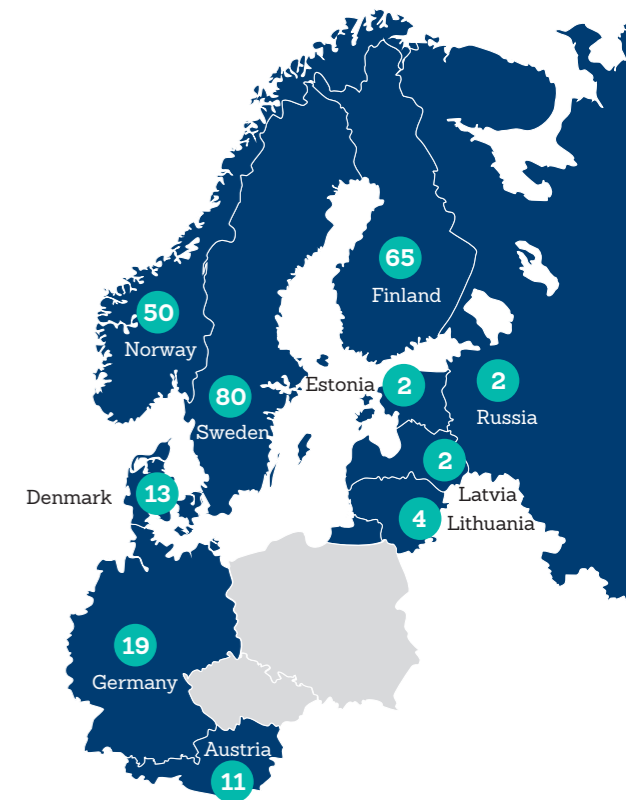 65
Finland
50
Norway
80
Sweden
Estonia
2
2
Russia
2
Latvia
Denmark
13
4
Lithuania
19
Germany
Austria
11